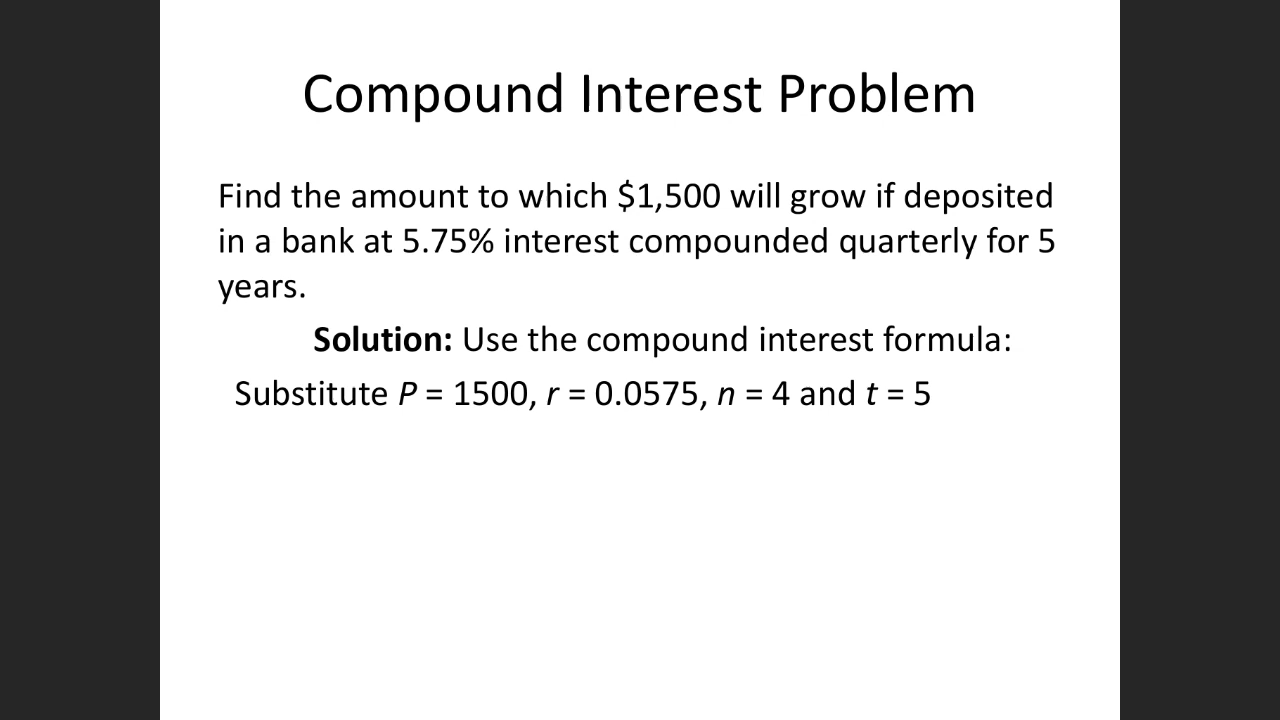 Compound Interest Problem
Find the amount to which $1,500 will grow if deposited
in a bank at 5.75% interest compounded quarterly for 5
years.
Solution: Use the compound interest formula:
Substitute P = 1500, r = 0.0575, n = 4 and t = 5